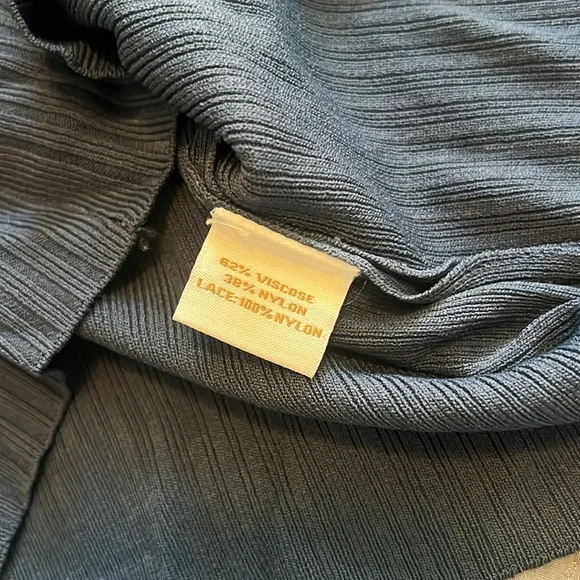 62% VISCOSE
38% NYLON
LACE:100% NYLON